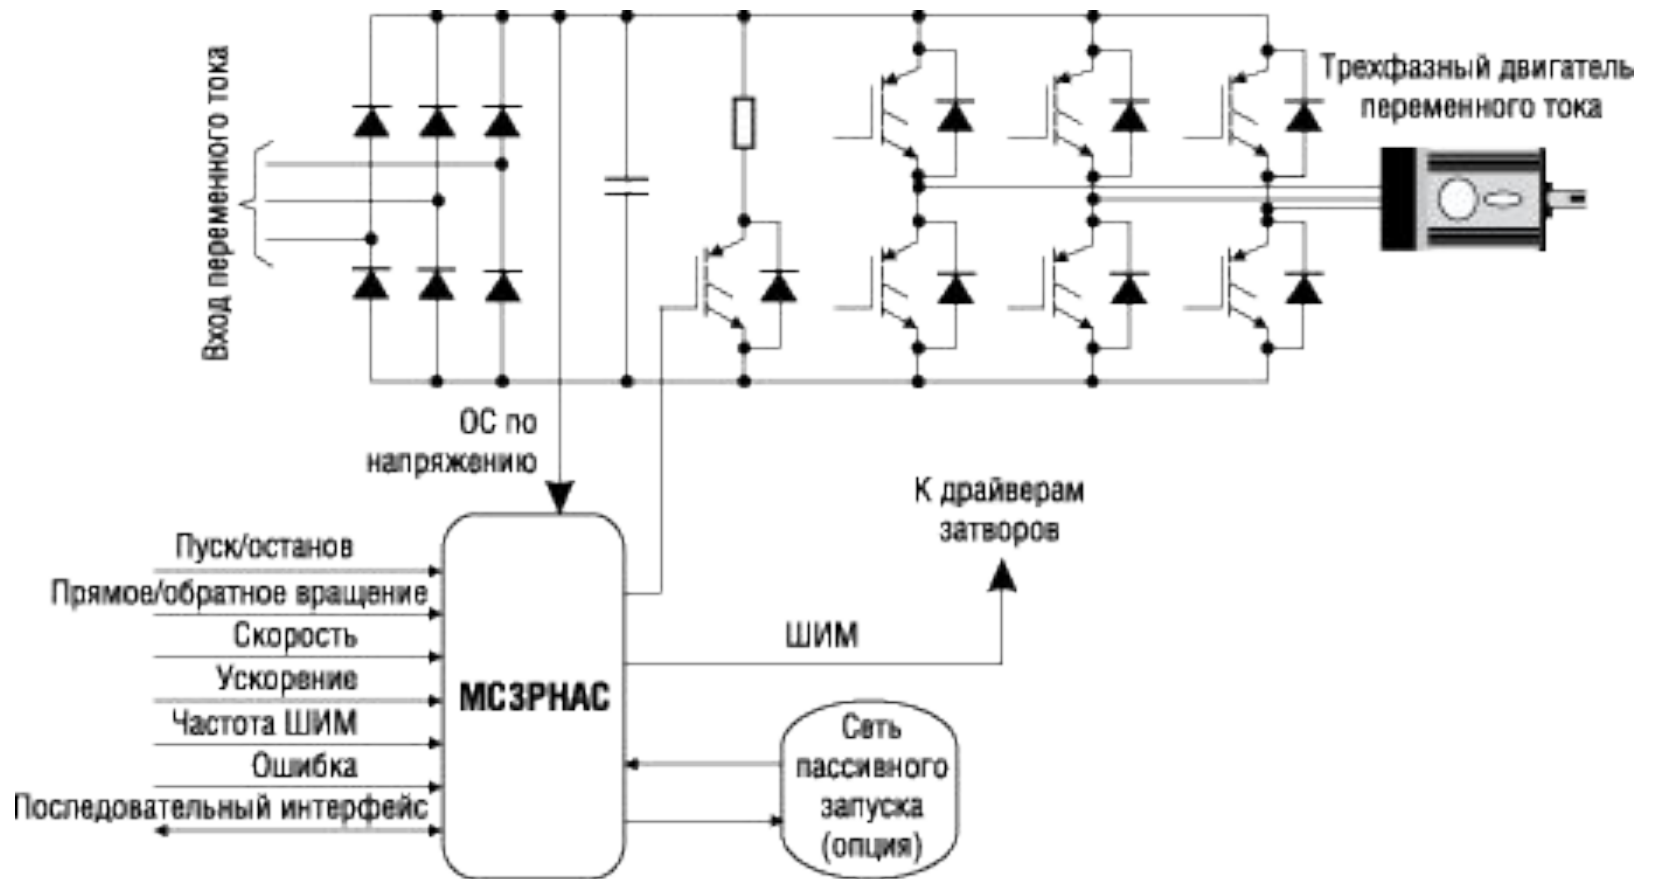 Вход переменного тока
Трехфазный двигатель
переменного тока
ОС по
напряжению
К драйверам
затворов
Пуск/останов
Прямое/обратное вращение
Скорость
Ускорение
Частота ШИМ
Ошибка
Последовательный интерфейс
MC3PHAC
ШИМ
Сеть
пассивного
запуска
(опция)